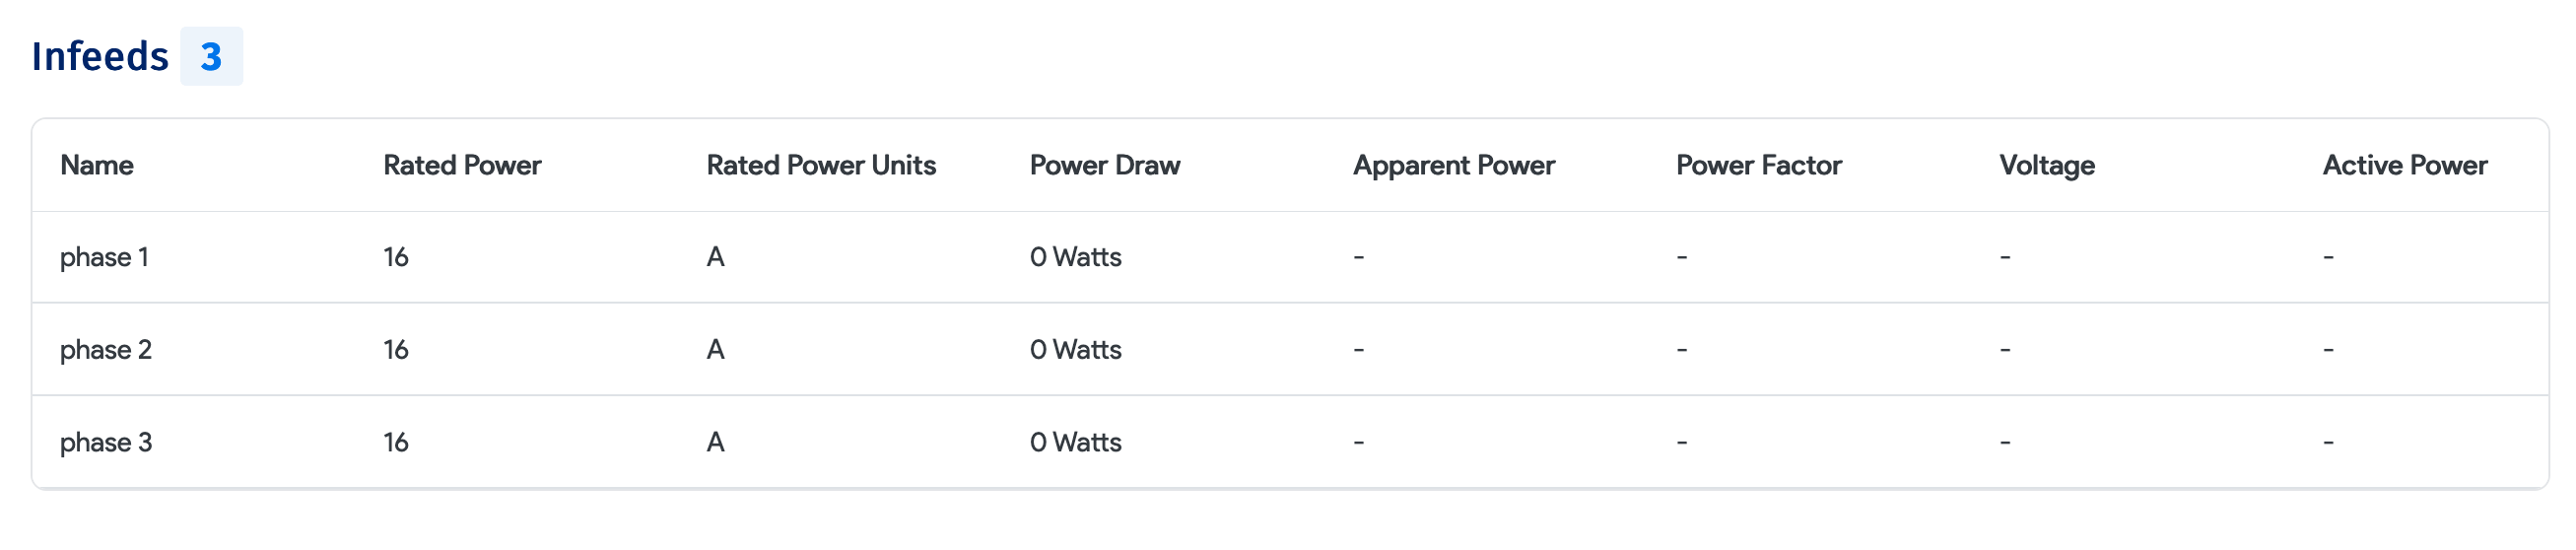 Infeeds 3
Name Rated Power Rated Power Units Power Draw Apparent Power Power Factor Voltage Active Power
phase 1 16 A 0 Watts - - - -
phase 2 16 A 0 Watts - - - -
phase 3 16 A 0 Watts - - - -